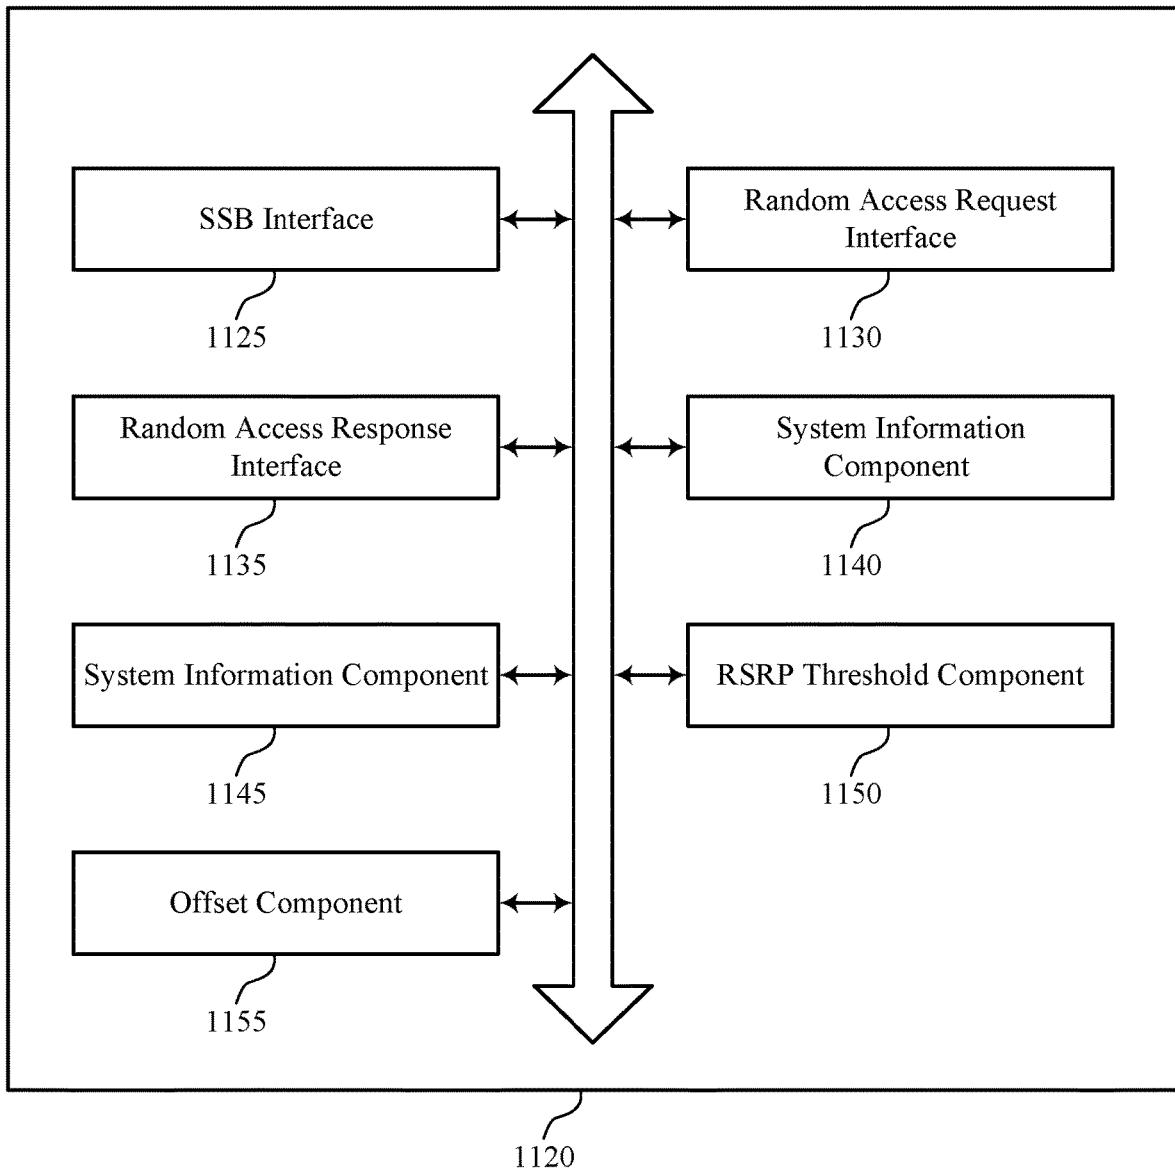 SSB Interface
1125
Random Access Request
Interface
1130
Random Access Response
Interface
1135
System Information
Component
1140
System Information Component
1145
RSRP Threshold Component
1150
Offset Component
1155
1120